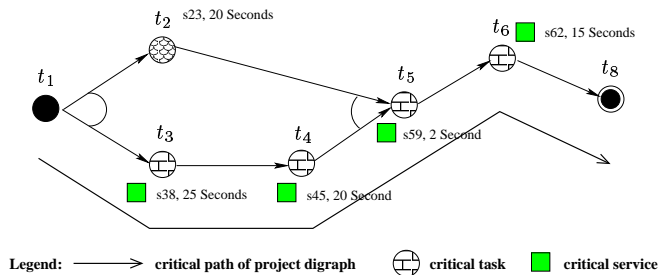 t2
s23, 20 Seconds
t6
s62, 15 Seconds
t1
t5
t8
t3
t4
s59, 2 Second
s38, 25 Seconds
s45, 20 Second
Legend: critical path of project digraph critical task critical service